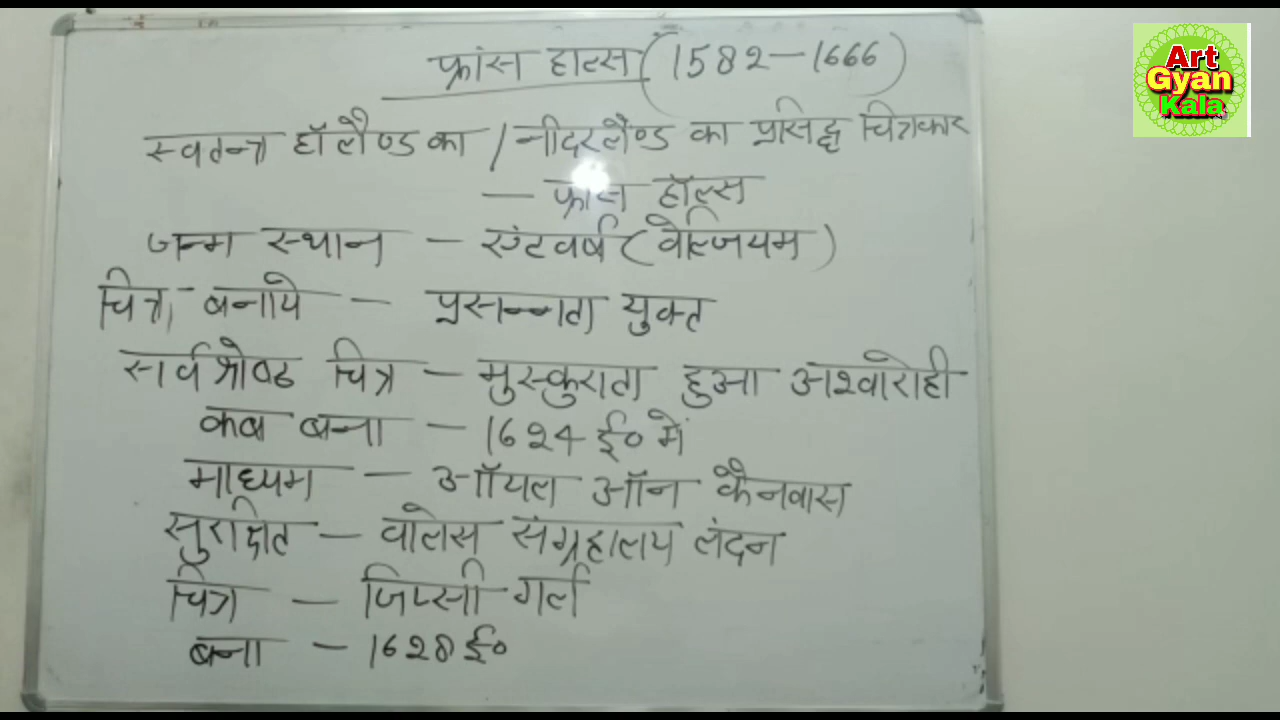 फ्रांस हाल्स (1582 - 1666)
स्वतन्त्र हॉलैण्ड का / नीदरलैण्ड का प्रसिद्ध चित्रकार
- फ्रांस हॉल्स
जन्म स्थान - एंटवर्ष (वेल्जियम)
चित्र बनाये - प्रसन्नता युक्त
सर्वश्रेष्ठ चित्र - मुस्कुराता हुआ अश्वारोही
कब बना - 1624 ई० में
माध्यम - ऑयल ऑन कैनवास
सुरक्षित - वालेस संग्रहालय लंदन
चित्र - जिप्सी गर्ल
बना - 1628 ई०
Art
Gyan
Kala